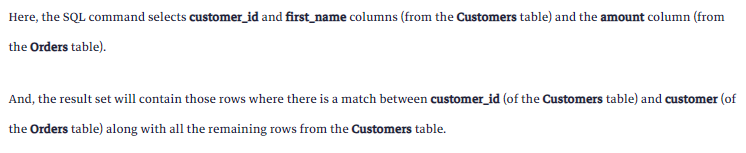 Here, the SQL command selects customer_id and first_name columns (from the Customers table) and the amount column (from
the Orders table).
And, the result set will contain those rows where there is a match between customer_id (of the Customers table) and customer (of
the Orders table) along with all the remaining rows from the Customers table.